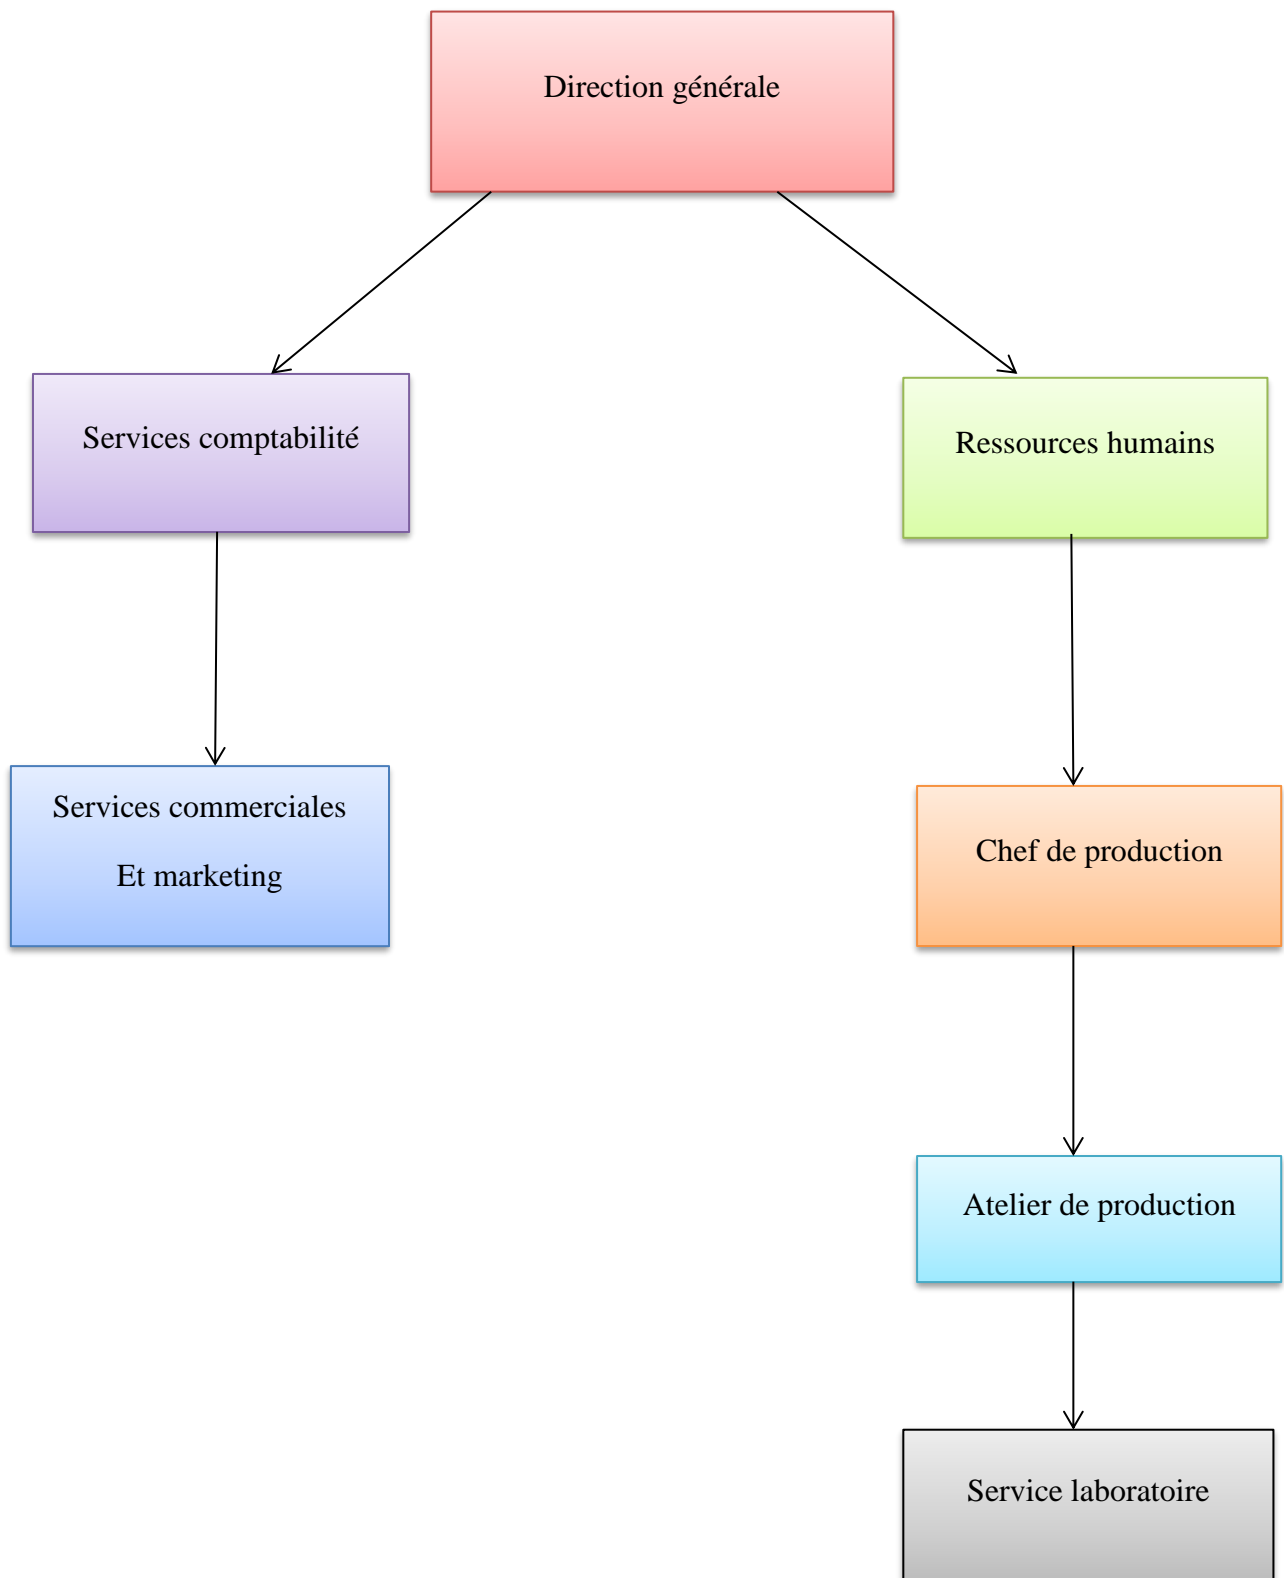 Direction générale
Services comptabilité
Ressources humains
Services commerciales
Et marketing
Chef de production
Atelier de production
Service laboratoire